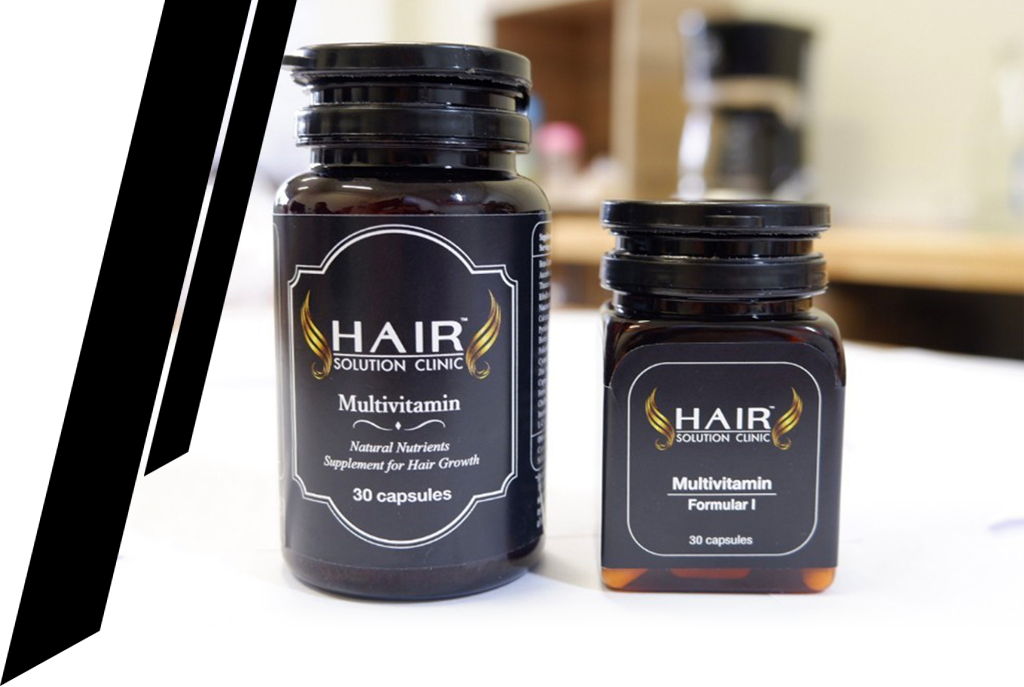 HAIR™
SOLUTION CLINIC
Multivitamin
Natural Nutrients
Supplement for Hair Growth
30 capsules
HAIR™
SOLUTION CLINIC
Multivitamin
Formular I
30 capsules